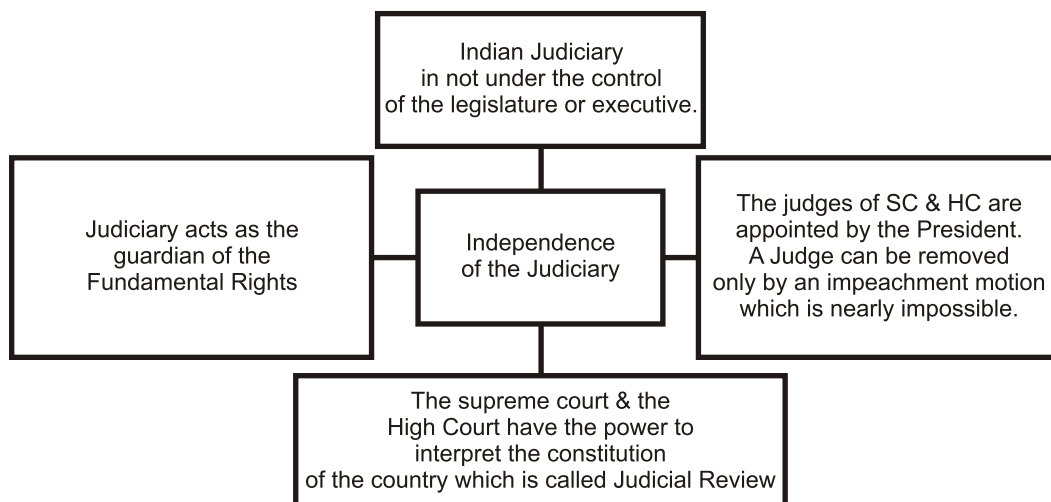 Indian Judiciary
in not under the control
of the legislature or executive.
Judiciary acts as the
guardian of the
Fundamental Rights
Independence
of the Judiciary
The judges of SC & HC are
appointed by the President.
A Judge can be removed
only by an impeachment motion
which is nearly impossible.
The supreme court & the
High Court have the power to
interpret the constitution
of the country which is called Judicial Review